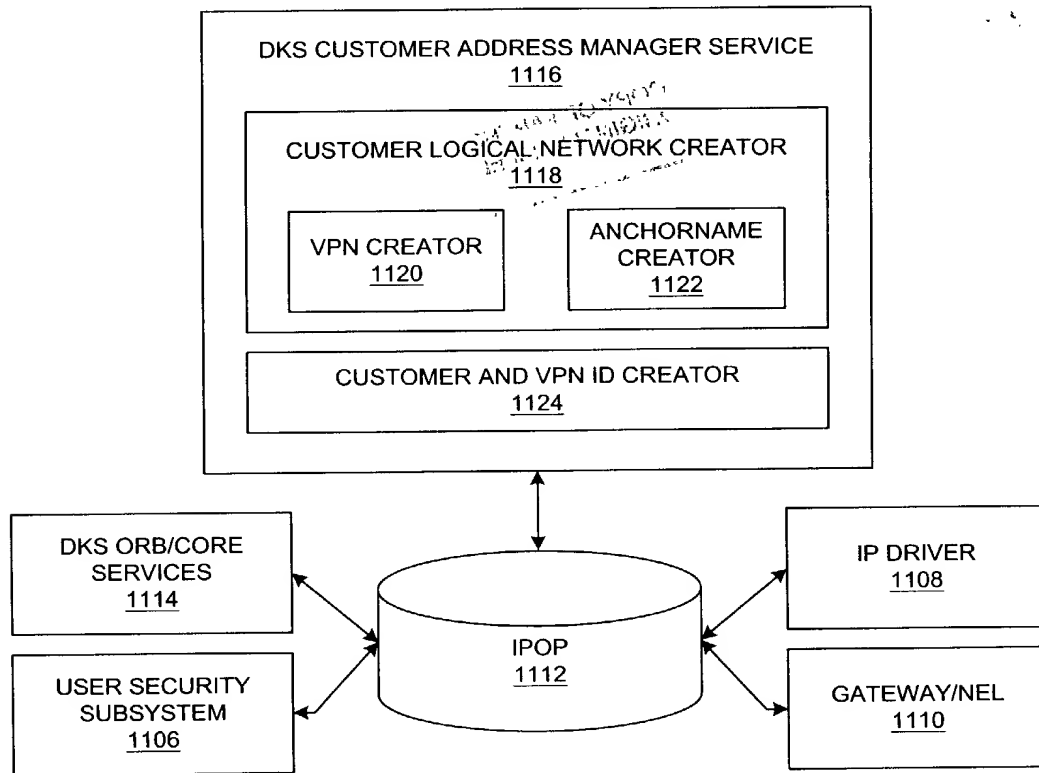 DKS CUSTOMER ADDRESS MANAGER SERVICE
1116
CUSTOMER LOGICAL NETWORK CREATOR
1118
VPN CREATOR
1120
ANCHORNAME
CREATOR
1122
CUSTOMER AND VPN ID CREATOR
1124
DKS ORB/CORE
SERVICES
1114
USER SECURITY
SUBSYSTEM
1106
IPOP
1112
IP DRIVER
1108
GATEWAY/NEL
1110